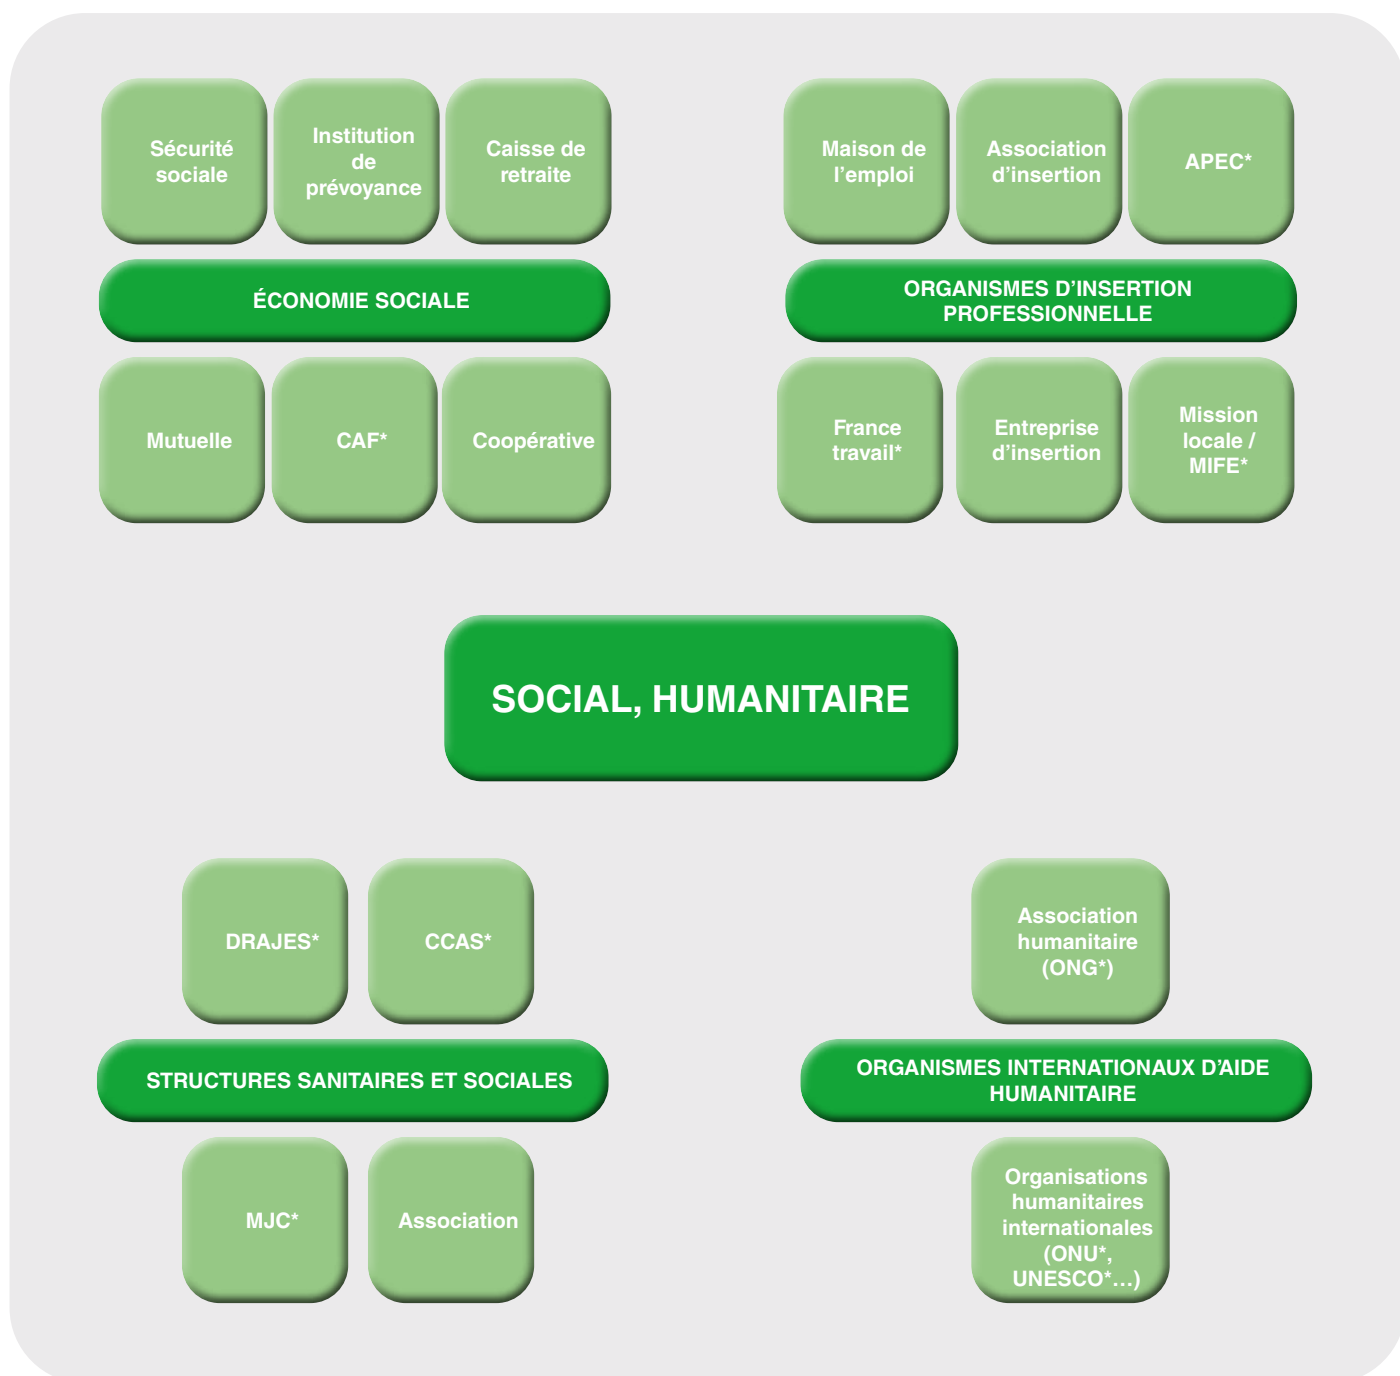 Sécurité
sociale
Institution
de
prévoyance
Caisse de
retraite
ÉCONOMIE SOCIALE
Mutuelle
CAF*
Coopérative
Maison de
l’emploi
Association
d’insertion
APEC*
ORGANISMES D’INSERTION
PROFESSIONNELLE
France
travail*
Entreprise
d’insertion
Mission
locale /
MIFE*
SOCIAL, HUMANITAIRE
DRAJES*
CCAS*
STRUCTURES SANITAIRES ET SOCIALES
MJC*
Association
Association
humanitaire
(ONG*)
ORGANISMES INTERNATIONAUX D’AIDE
HUMANITAIRE
Organisations
humanitaires
internationales
(ONU*,
UNESCO*…)